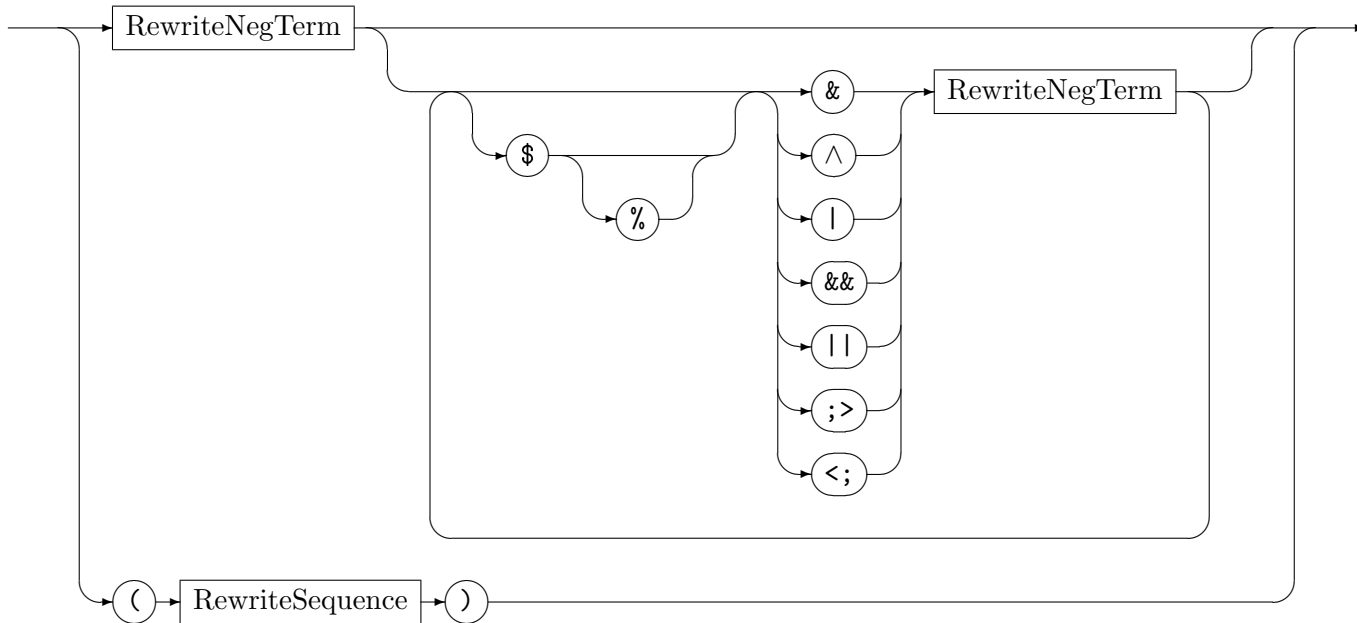 RewriteNegTerm
& RewriteNegTerm
$ ^
% |
&&
||
;>
<;
( RewriteSequence )